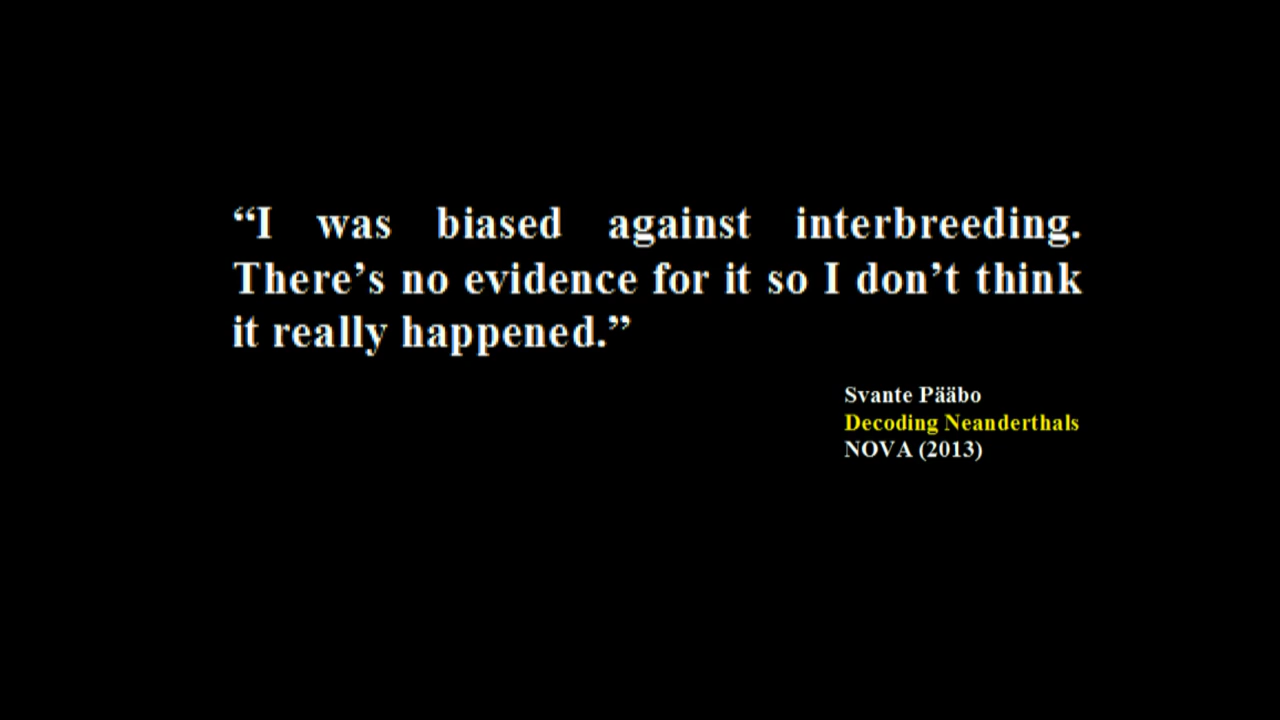 “I was biased against interbreeding.
There’s no evidence for it so I don’t think
it really happened.”
Svante Pääbo
Decoding Neanderthals
NOVA (2013)